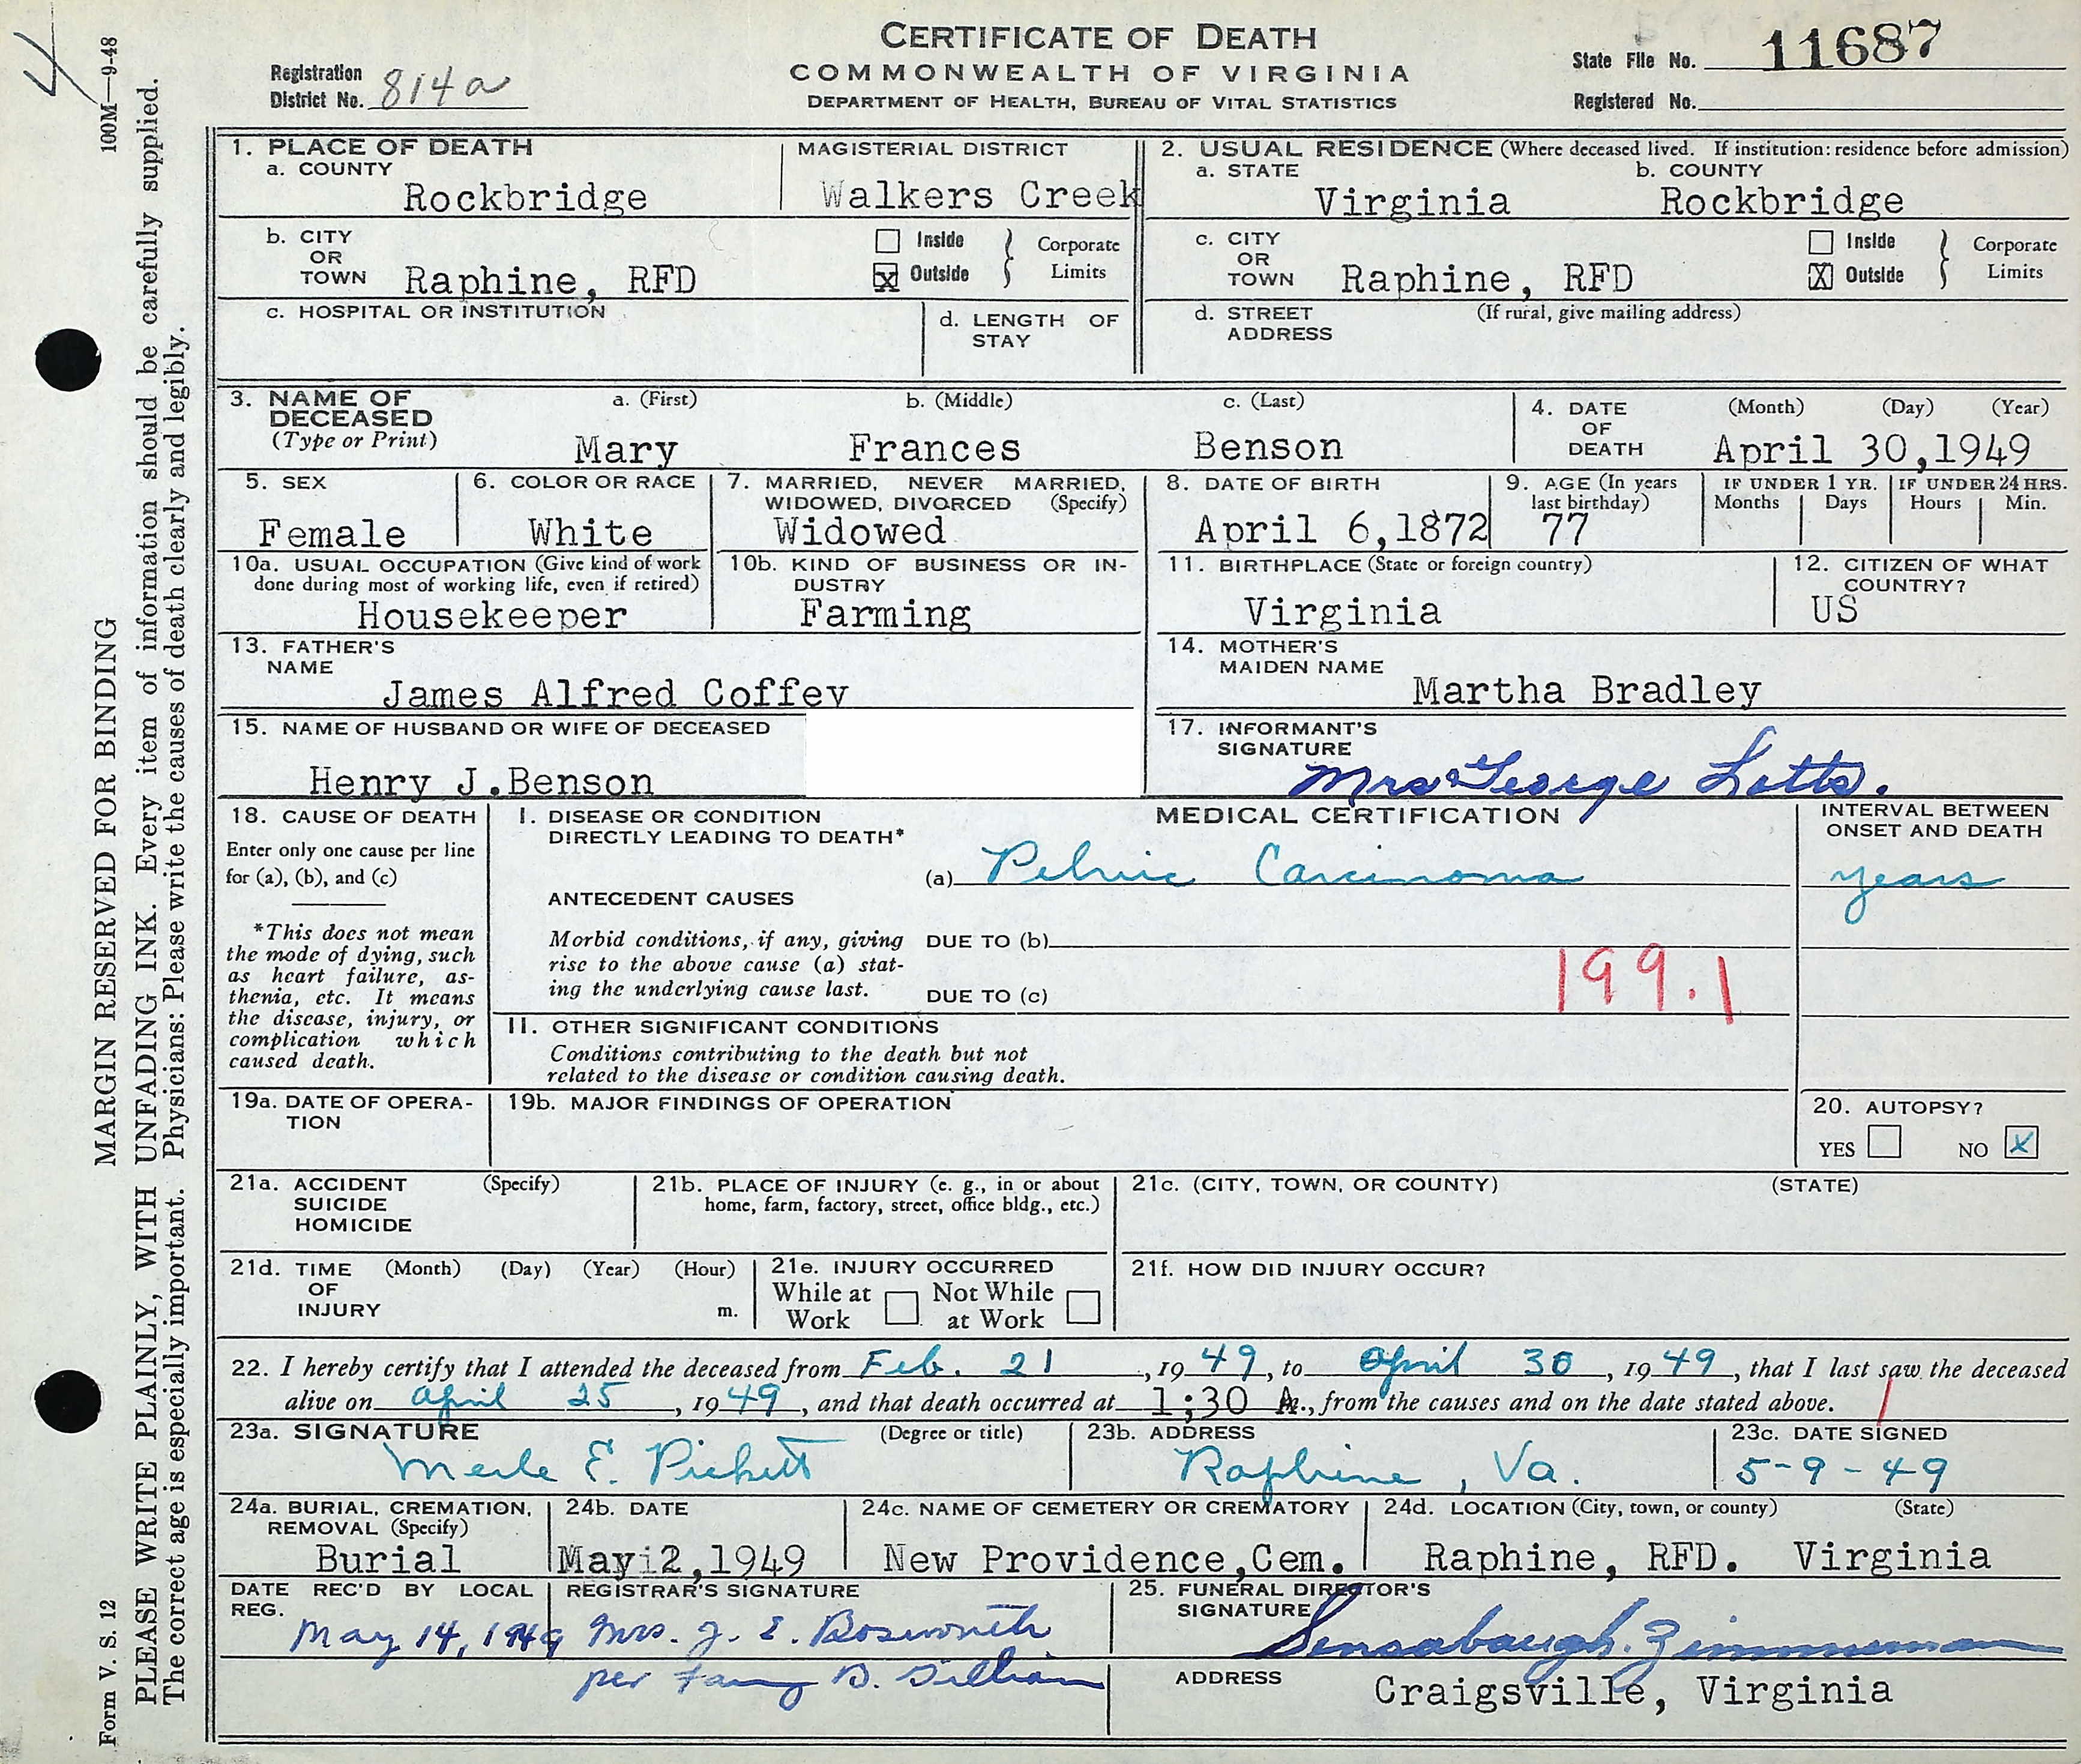 CERTIFICATE OF DEATH
COMMONWEALTH OF VIRGINIA
DEPARTMENT OF HEALTH, BUREAU OF VITAL STATISTICS
Registration District No. 814a
State File No. 11687
Registered No.
4
100M—9-48
MARGIN RESERVED FOR BINDING
PLEASE WRITE PLAINLY, WITH UNFADING INK. Every item of information should be carefully supplied.
The correct age is especially important. Physicians: Please write the causes of death clearly and legibly.
Form V. S. 12
1. PLACE OF DEATH
a. COUNTY Rockbridge
MAGISTERIAL DISTRICT Walkers Creek
b. CITY OR TOWN Raphine, RFD
Inside
x Outside
Corporate Limits
c. HOSPITAL OR INSTITUTION
d. LENGTH OF STAY
2. USUAL RESIDENCE (Where deceased lived. If institution: residence before admission)
a. STATE Virginia
b. COUNTY Rockbridge
c. CITY OR TOWN Raphine, RFD
Inside
X Outside
Corporate Limits
d. STREET ADDRESS (If rural, give mailing address)
3. NAME OF DECEASED (Type or Print)
a. (First) Mary
b. (Middle) Frances
c. (Last) Benson
4. DATE OF DEATH (Month) (Day) (Year)
April 30,1949
5. SEX Female
6. COLOR OR RACE White
7. MARRIED, NEVER MARRIED, WIDOWED, DIVORCED (Specify)
Widowed
8. DATE OF BIRTH April 6,1872
9. AGE (In years last birthday) 77
IF UNDER 1 YR. Months Days
IF UNDER 24 HRS. Hours Min.
10a. USUAL OCCUPATION (Give kind of work done during most of working life, even if retired)
Housekeeper
10b. KIND OF BUSINESS OR INDUSTRY
Farming
11. BIRTHPLACE (State or foreign country)
Virginia
12. CITIZEN OF WHAT COUNTRY?
US
13. FATHER'S NAME
James Alfred Coffey
14. MOTHER'S MAIDEN NAME
Martha Bradley
15. NAME OF HUSBAND OR WIFE OF DECEASED
Henry J.Benson
17. INFORMANT'S SIGNATURE
Mrs George Lotts.
18. CAUSE OF DEATH
Enter only one cause per line for (a), (b), and (c)
*This does not mean the mode of dying, such as heart failure, asthenia, etc. It means the disease, injury, or complication which caused death.
MEDICAL CERTIFICATION
INTERVAL BETWEEN ONSET AND DEATH
I. DISEASE OR CONDITION DIRECTLY LEADING TO DEATH*
(a) Pelvic Carcinoma
years
ANTECEDENT CAUSES
Morbid conditions, if any, giving rise to the above cause (a) stating the underlying cause last.
DUE TO (b)
DUE TO (c)
199.1
II. OTHER SIGNIFICANT CONDITIONS
Conditions contributing to the death but not related to the disease or condition causing death.
19a. DATE OF OPERATION
19b. MAJOR FINDINGS OF OPERATION
20. AUTOPSY?
YES NO X
21a. ACCIDENT SUICIDE HOMICIDE (Specify)
21b. PLACE OF INJURY (e. g., in or about home, farm, factory, street, office bldg., etc.)
21c. (CITY, TOWN, OR COUNTY) (STATE)
21d. TIME OF INJURY (Month) (Day) (Year) (Hour) m.
21e. INJURY OCCURRED
While at Work Not While at Work
21f. HOW DID INJURY OCCUR?
22. I hereby certify that I attended the deceased from Feb. 21, 1949, to April 30, 1949, that I last saw the deceased
alive on April 25, 1949, and that death occurred at 1:30 A., from the causes and on the date stated above.
23a. SIGNATURE (Degree or title)
Merle E. Pickett
23b. ADDRESS
Raphine, Va.
23c. DATE SIGNED
5-9-49
24a. BURIAL, CREMATION, REMOVAL (Specify)
Burial
24b. DATE
May 2,1949
24c. NAME OF CEMETERY OR CREMATORY
New Providence,Cem.
24d. LOCATION (City, town, or county) (State)
Raphine, RFD. Virginia
DATE REC'D BY LOCAL REG.
May 14, 1949
REGISTRAR'S SIGNATURE
Mrs. J. E. Bosworth
per B. Gilliam
25. FUNERAL DIRECTOR'S SIGNATURE
Sensabaugh. Zimmerman
ADDRESS
Craigsville, Virginia